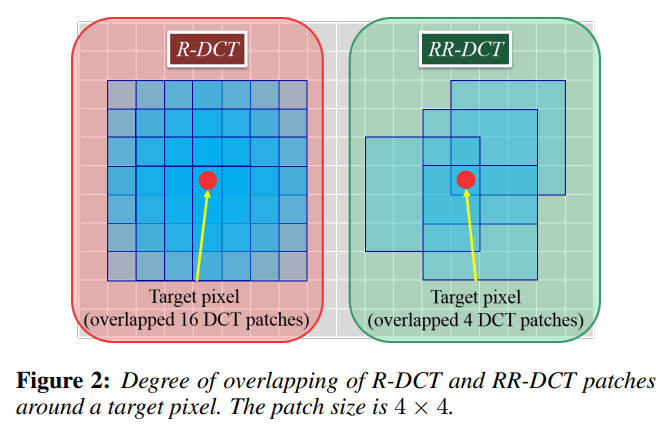 R-DCT
RR-DCT
Target pixel
(overlapped 16 DCT patches)
Target pixel
(overlapped 4 DCT patches)
Figure 2: Degree of overlapping of R-DCT and RR-DCT patches
around a target pixel. The patch size is 4 × 4.